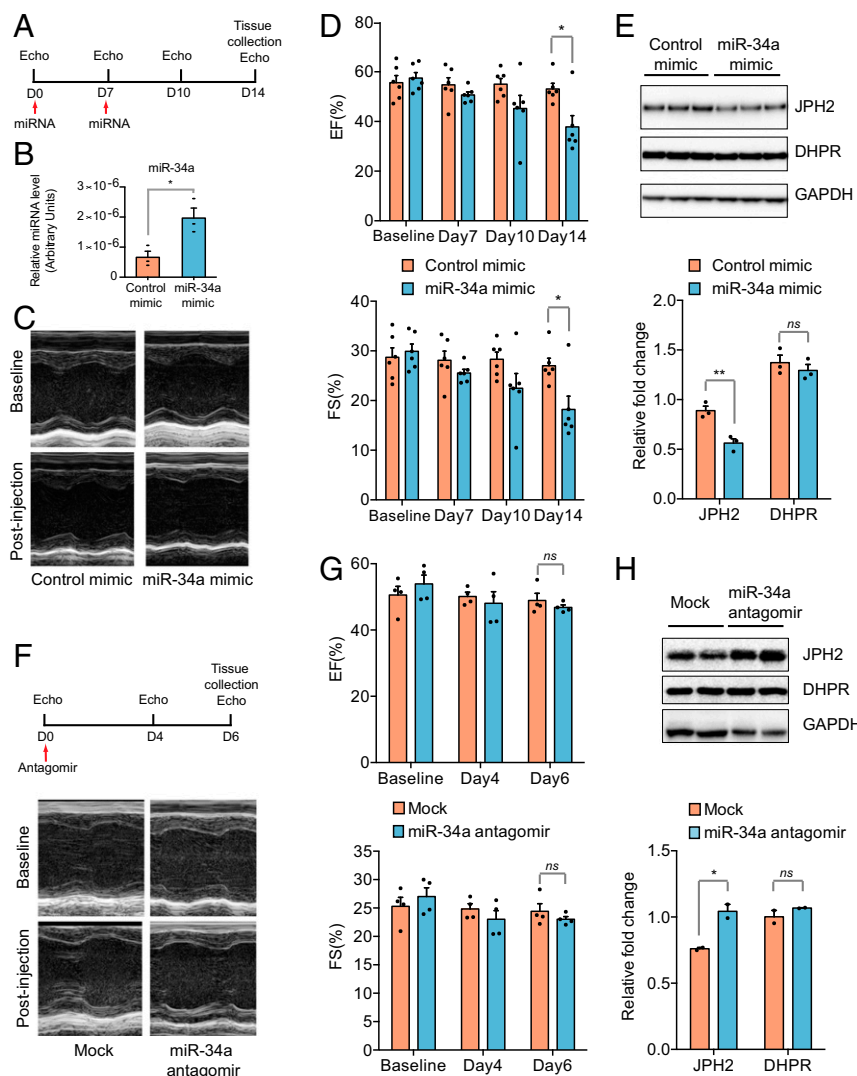 A
Tissue
collection
Echo Echo Echo Echo
D0 D7 D10 D14
miRNA miRNA
B
miR-34a
*
Relative miRNA level
(Arbitrary Units)
3×10-6
2×10-6
1×10-6
0
Control
mimic
miR-34a
mimic
C
Baseline
Post-injection
Control mimic miR-34a mimic
D
EF(%)
80
60
40
20
0
*
Baseline Day7 Day10 Day14
Control mimic
miR-34a mimic
FS(%)
40
30
20
10
0
*
Baseline Day7 Day10 Day14
E
Control
mimic
miR-34a
mimic
JPH2
DHPR
GAPDH
Control mimic
miR-34a mimic
Relative fold change
2.0
1.5
1.0
0.5
0.0
**
ns
JPH2 DHPR
F
Tissue
collection
Echo Echo Echo
D0 D4 D6
Antagomir
Baseline
Post-injection
Mock miR-34a
antagomir
G
EF(%)
60
40
20
0
ns
Baseline Day4 Day6
Mock
miR-34a antagomir
FS(%)
35
30
25
20
15
10
5
0
ns
Baseline Day4 Day6
H
Mock
miR-34a
antagomir
JPH2
DHPR
GAPDH
Mock
miR-34a antagomir
Relative fold change
1.5
1.0
0.5
0.0
*
ns
JPH2 DHPR